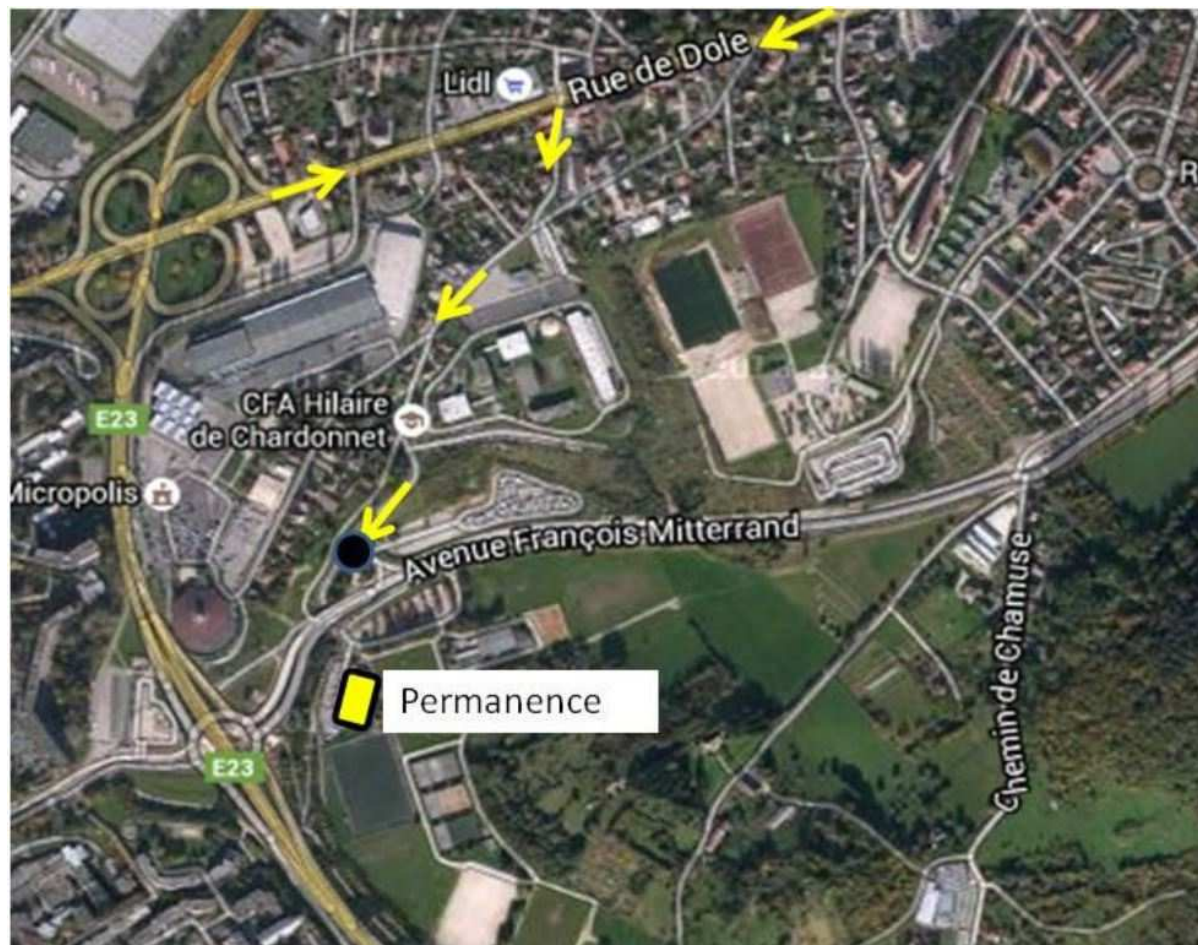 Lidl
Rue de Dole
R
E23
CFA Hilaire
de Chardonnet
Micropolis
Avenue François-Mitterrand
Chemin de Chamuse
Permanence
E23